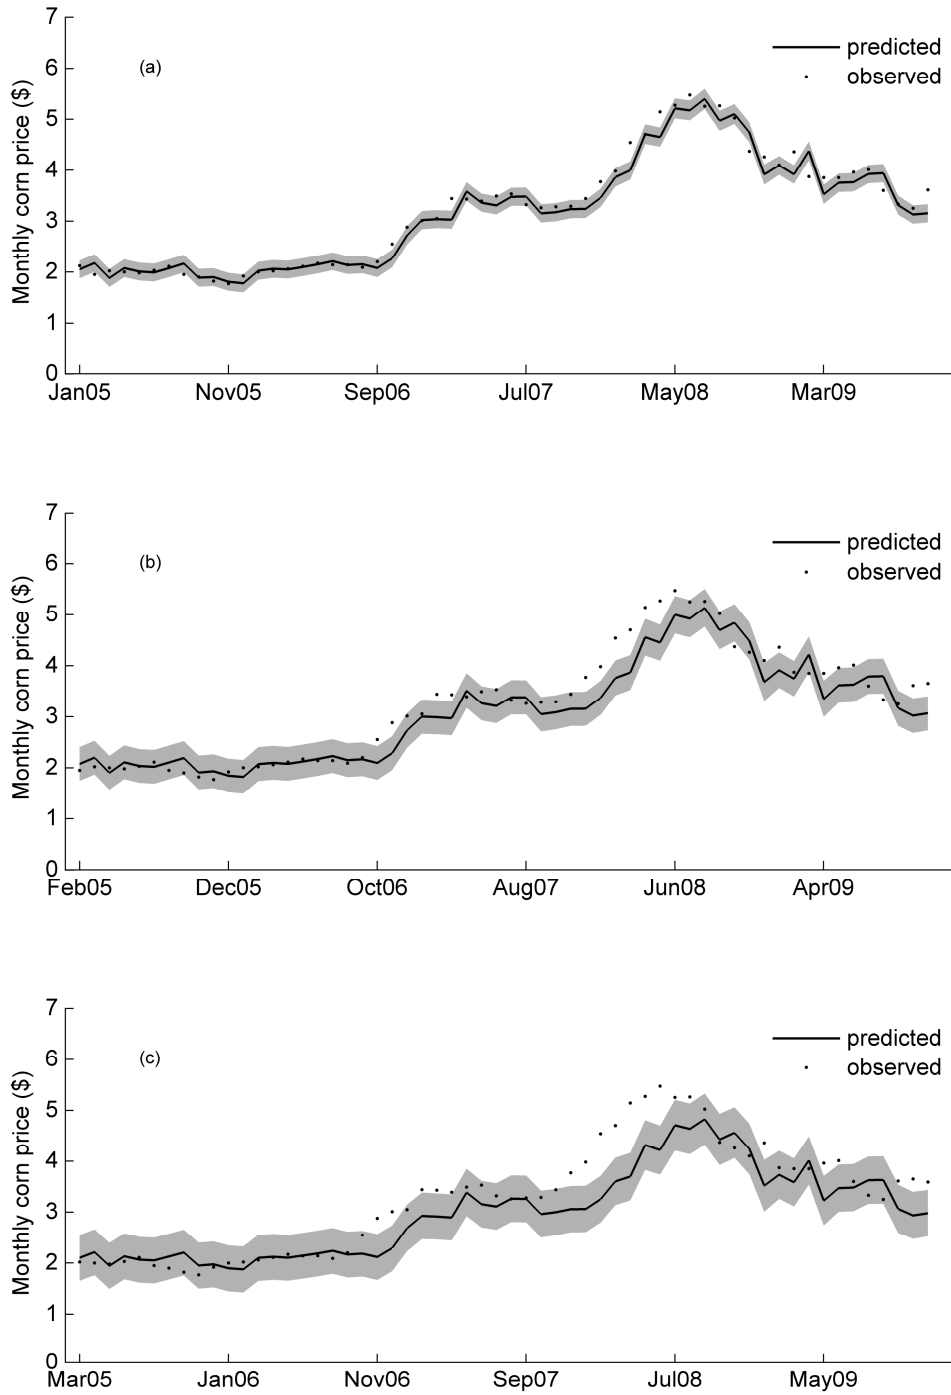 7
(a)
predicted
observed
6
5
4
3
2
1
0
Monthly corn price ($)
Jan05 Nov05 Sep06 Jul07 May08 Mar09
7
(b)
predicted
observed
6
5
4
3
2
1
0
Monthly corn price ($)
Feb05 Dec05 Oct06 Aug07 Jun08 Apr09
7
(c)
predicted
observed
6
5
4
3
2
1
0
Monthly corn price ($)
Mar05 Jan06 Nov06 Sep07 Jul08 May09